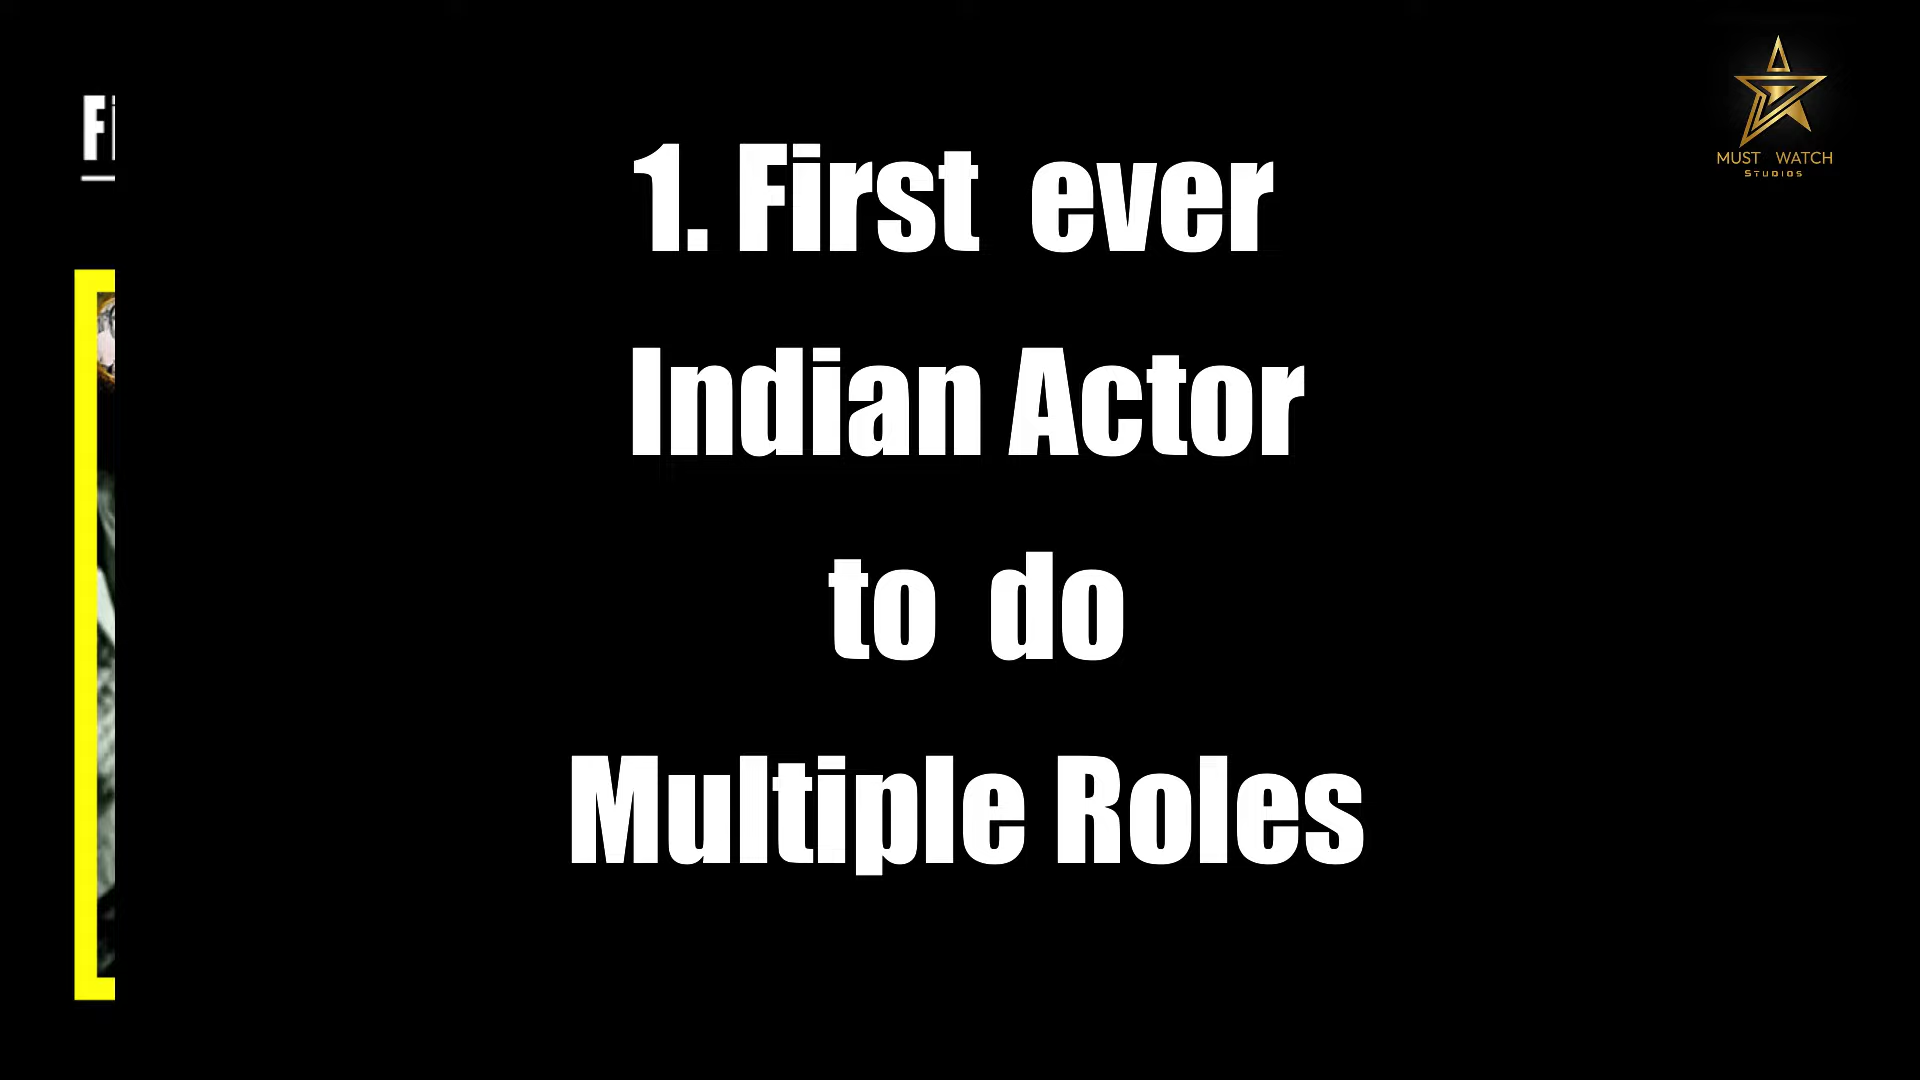 1. First ever
Indian Actor
to do
Multiple Roles
MUST WATCH
STUDIOS